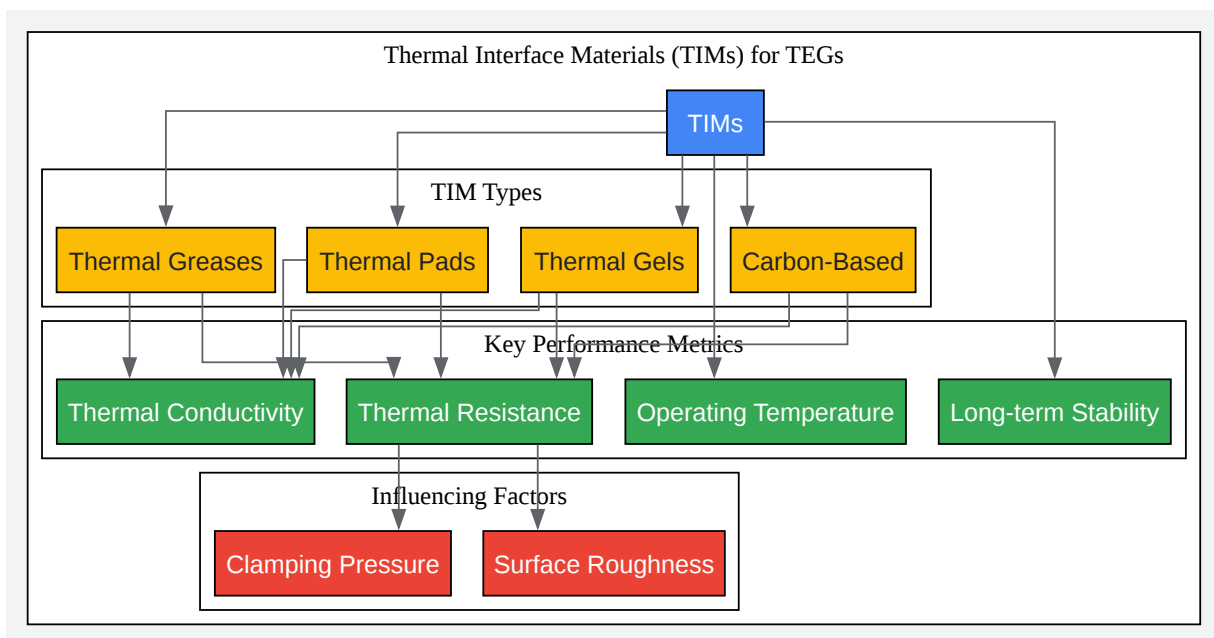 Thermal Interface Materials (TIMs) for TEGs
TIMs
TIM Types
Thermal Greases
Thermal Pads
Thermal Gels
Carbon-Based
Key Performance Metrics
Thermal Conductivity
Thermal Resistance
Operating Temperature
Long-term Stability
Influencing Factors
Clamping Pressure
Surface Roughness